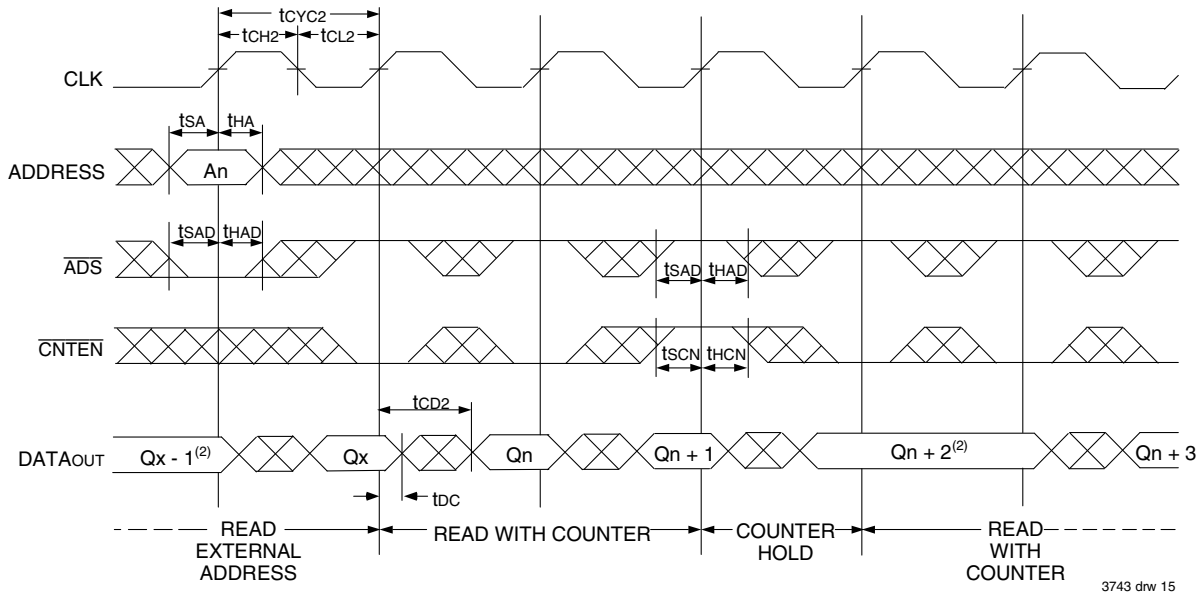 tCYC2
tCH2 tCL2
CLK
tSA tHA
ADDRESS An
tSAD tHAD
ADS tSAD tHAD
CNTEN
tSCN tHCN
tCD2
DATAOUT Qx - 1(2) Qx Qn Qn + 1 Qn + 2(2) Qn + 3
tDC
READ EXTERNAL ADDRESS
READ WITH COUNTER
COUNTER HOLD
READ WITH COUNTER
3743 drw 15